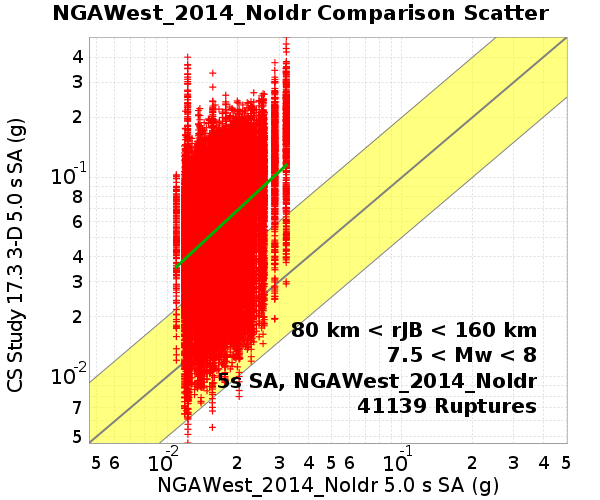 NGAWest_2014_NoIdr Comparison Scatter
CS Study 17.3 3-D 5.0 s SA (g)
4
3
2
10^-1
8
6
4
3
2
10^-2
7
5
80 km < rJB < 160 km
7.5 < Mw < 8
5s SA, NGAWest_2014_NoIdr
41139 Ruptures
5 6 10^-2 2 3 4 5 6 10^-1 2 3 4 5
NGAWest_2014_NoIdr 5.0 s SA (g)